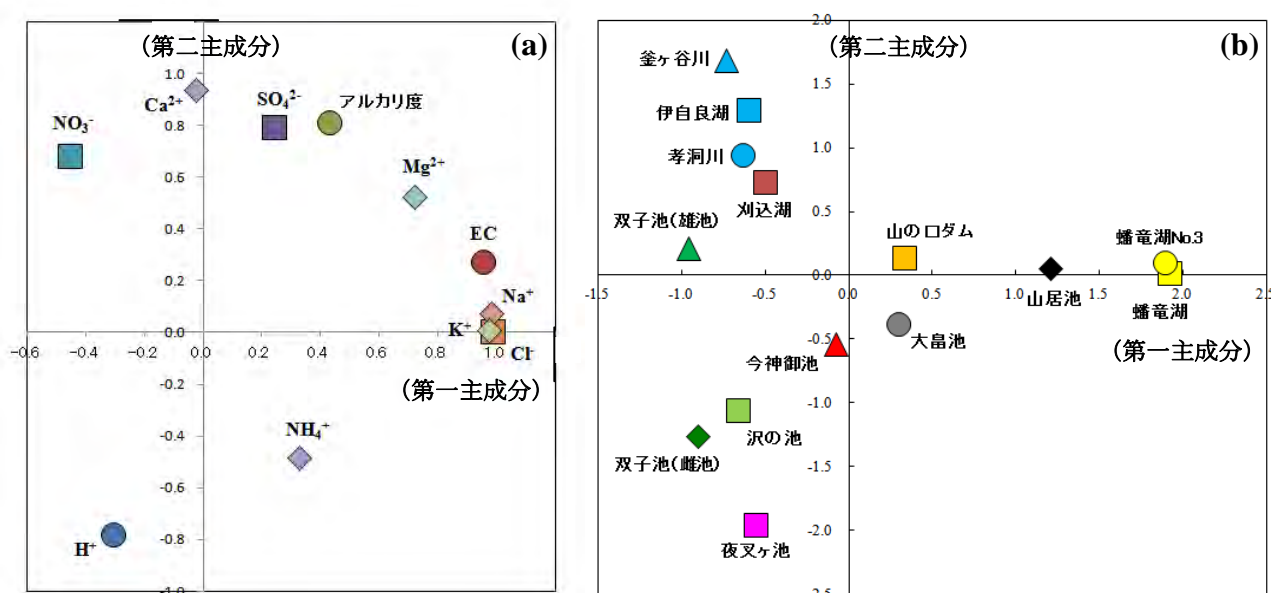 (a)
(第二主成分)
1.0
Ca²⁺
SO₄²⁻
アルカリ度
NO₃⁻
0.8
Mg²⁺
0.6
0.4
EC
0.2
Na⁺
K⁺
0.0
Cl⁻
−0.6
−0.4
−0.2
0.0
0.2
0.4
0.6
0.8
1.0
(第一主成分)
-0.2
-0.4
NH₄⁺
-0.6
-0.8
H⁺
-1.0
2.0
(b)
(第二主成分)
釜ヶ谷川
1.5
伊自良湖
1.0
孝洞川
刈込湖
0.5
双子池(雄池)
山の口ダム
蟠竜湖No.3
0.0
-1.5
-1.0
-0.5
0.0
0.5
1.0
1.5
2.0
2.5
山居池
蟠竜湖
大畠池
-0.5
今神御池
(第一主成分)
-1.0
沢の池
双子池(雌池)
-1.5
-2.0
夜叉ヶ池
-2.5